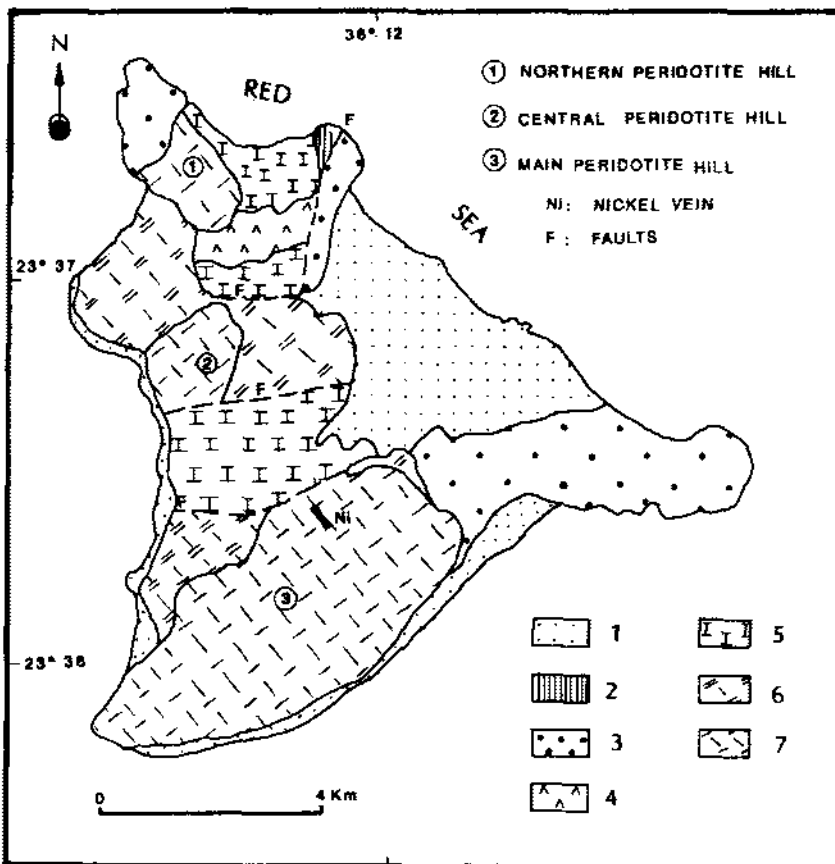 36° 12
N
RED
SEA
① NORTHERN PERIDOTITE HILL
② CENTRAL PERIDOTITE HILL
③ MAIN PERIDOTITE HILL
Ni: NICKEL VEIN
F : FAULTS
F
①
23° 37
F
②
F
F
Ni
③
23° 36
1
2
3
4
5
6
7
0 4 Km